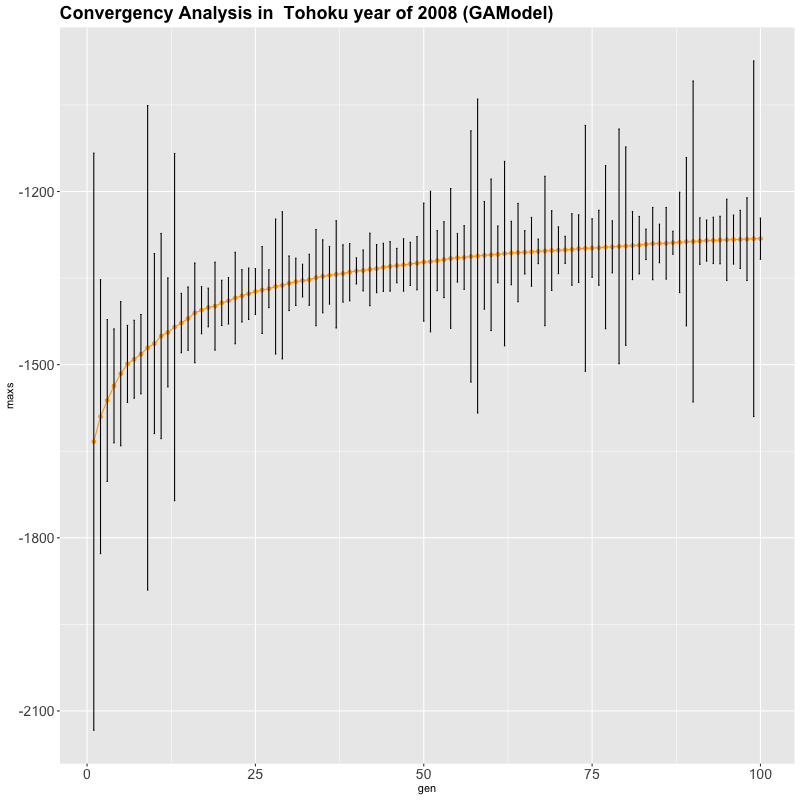 Convergency Analysis in  Tohoku year of 2008 (GAModel)
maxs
-1200
-1500
-1800
-2100
0 25 50 75 100
gen